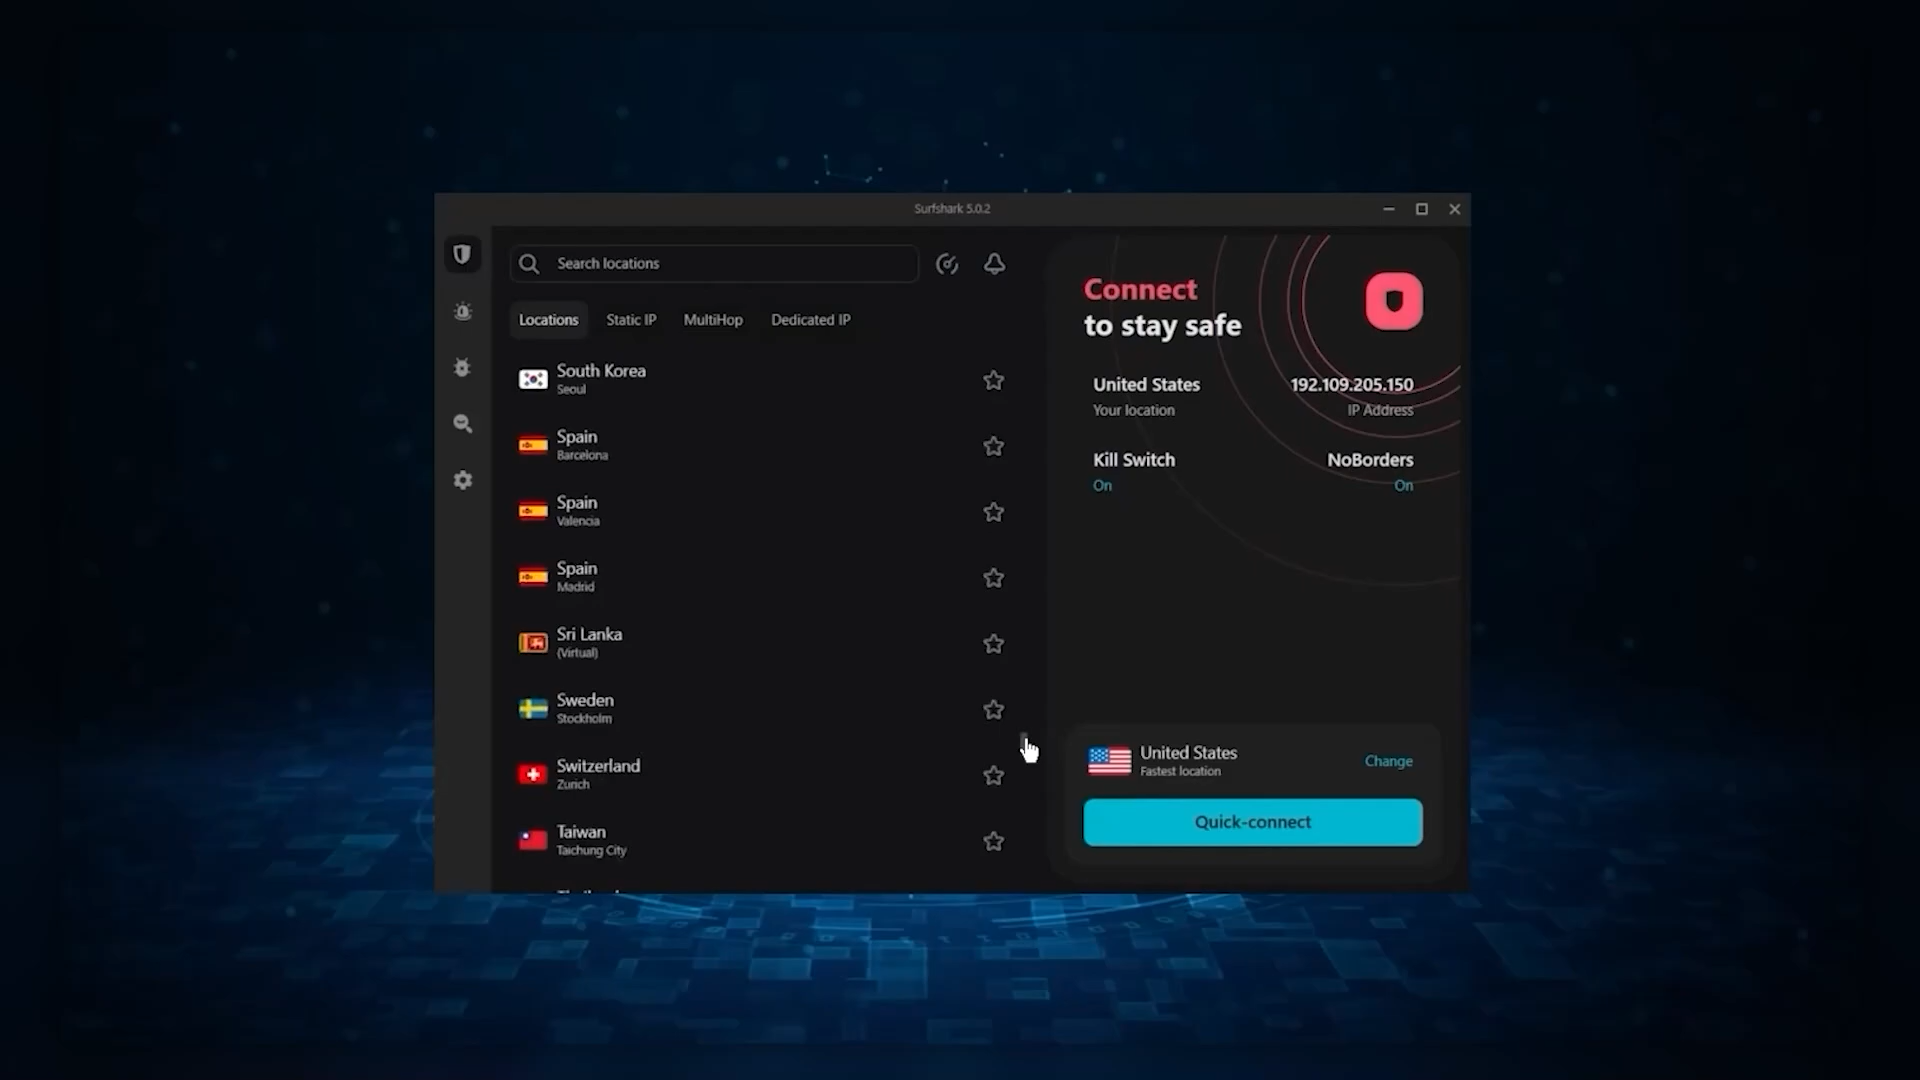 Surfshark 5.0.2
Search locations
Locations
Static IP
MultiHop
Dedicated IP
South Korea
Seoul
Spain
Barcelona
Spain
Valencia
Spain
Madrid
Sri Lanka
(Virtual)
Sweden
Stockholm
Switzerland
Zurich
Taiwan
Taichung City
Connect
to stay safe
United States
Your location
192.109.205.150
IP Address
Kill Switch
On
NoBorders
On
United States
Fastest location
Change
Quick-connect